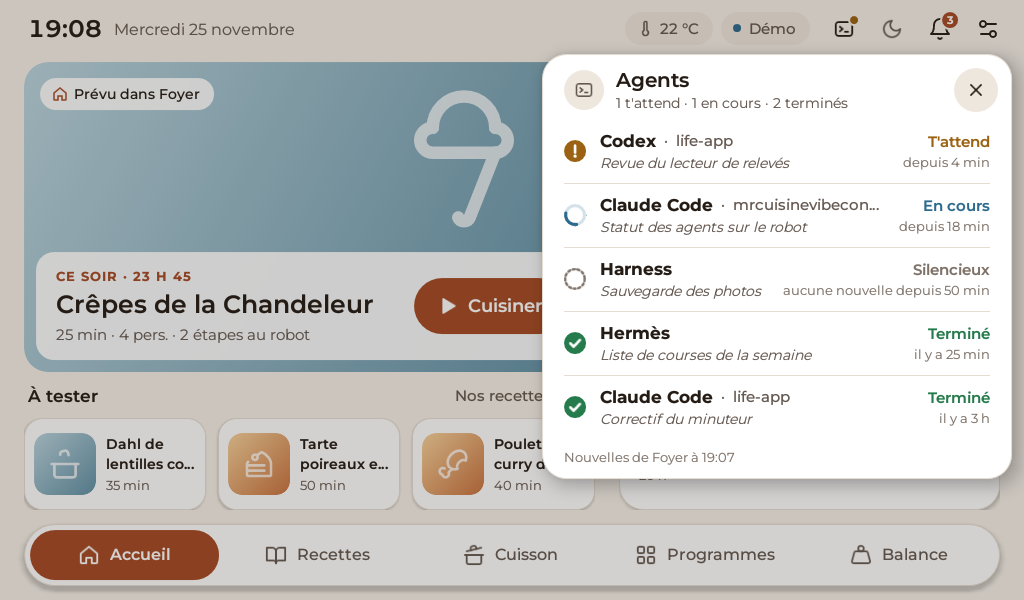 19:08 Mercredi 25 novembre
22 °C
Démo
3
Prévu dans Foyer
CE SOIR · 23 H 45
Crêpes de la Chandeleur
25 min · 4 pers. · 2 étapes au robot
Cuisiner
À tester
Nos recette
Dahl de
lentilles co...
35 min
Tarte
poireaux e...
50 min
Poulet
curry d
40 min
Agents
1 t'attend · 1 en cours · 2 terminés
Codex · life-app
T'attend
Revue du lecteur de relevés
depuis 4 min
Claude Code · mrcuisinevibecon...
En cours
Statut des agents sur le robot
depuis 18 min
Harness
Silencieux
Sauvegarde des photos
aucune nouvelle depuis 50 min
Hermès
Terminé
Liste de courses de la semaine
il y a 25 min
Claude Code · life-app
Terminé
Correctif du minuteur
il y a 3 h
Nouvelles de Foyer à 19:07
Accueil
Recettes
Cuisson
Programmes
Balance